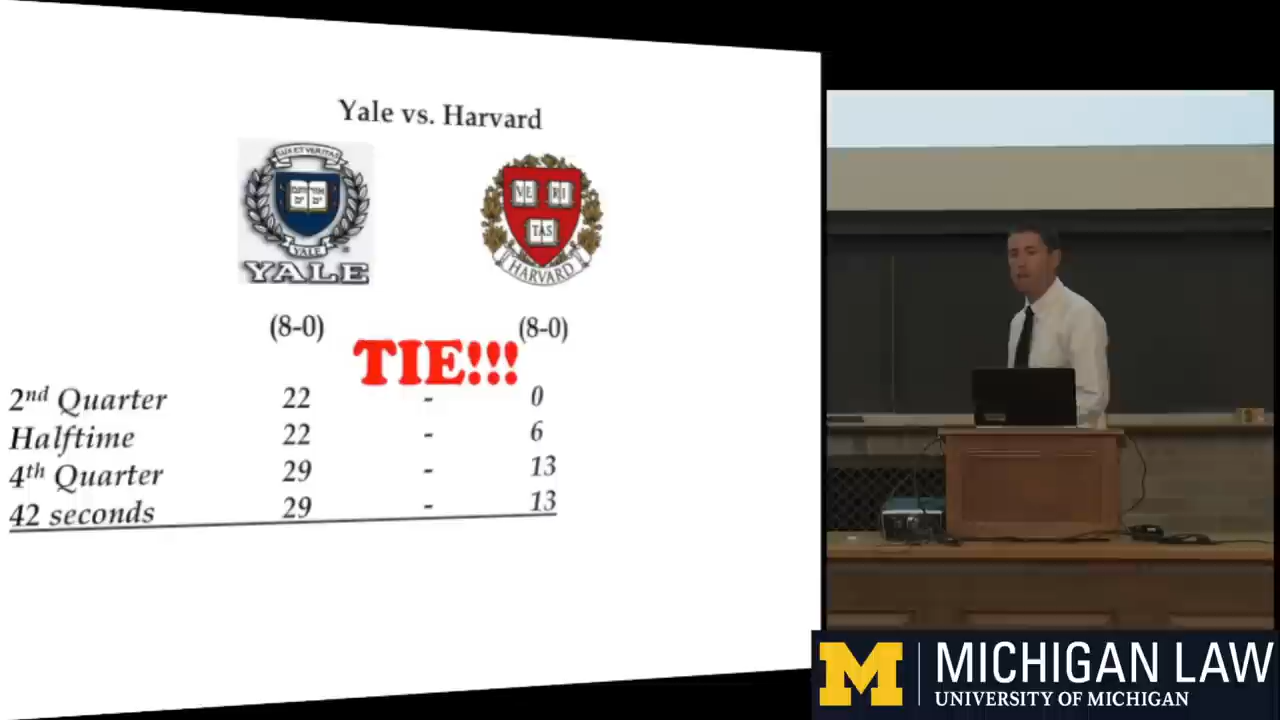 Yale vs. Harvard
LUX ET VERITAS
YALE
YALE
VE RI
TAS
HARVARD
(8-0) (8-0)
TIE!!!
2nd Quarter 22 - 0
Halftime 22 - 6
4th Quarter 29 - 13
42 seconds 29 - 13
M MICHIGAN LAW
UNIVERSITY OF MICHIGAN